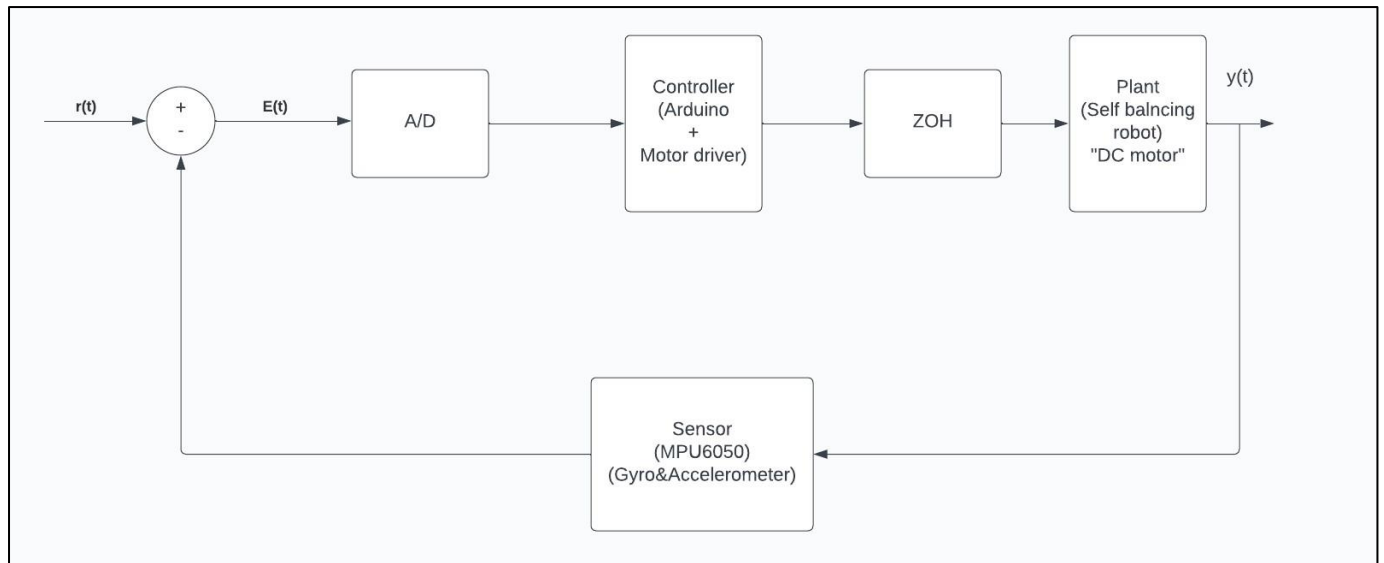 r(t)
+
-
E(t)
A/D
Controller
(Arduino
+
Motor driver)
ZOH
Plant
(Self balncing
robot)
"DC motor"
y(t)
Sensor
(MPU6050)
(Gyro&Accelerometer)